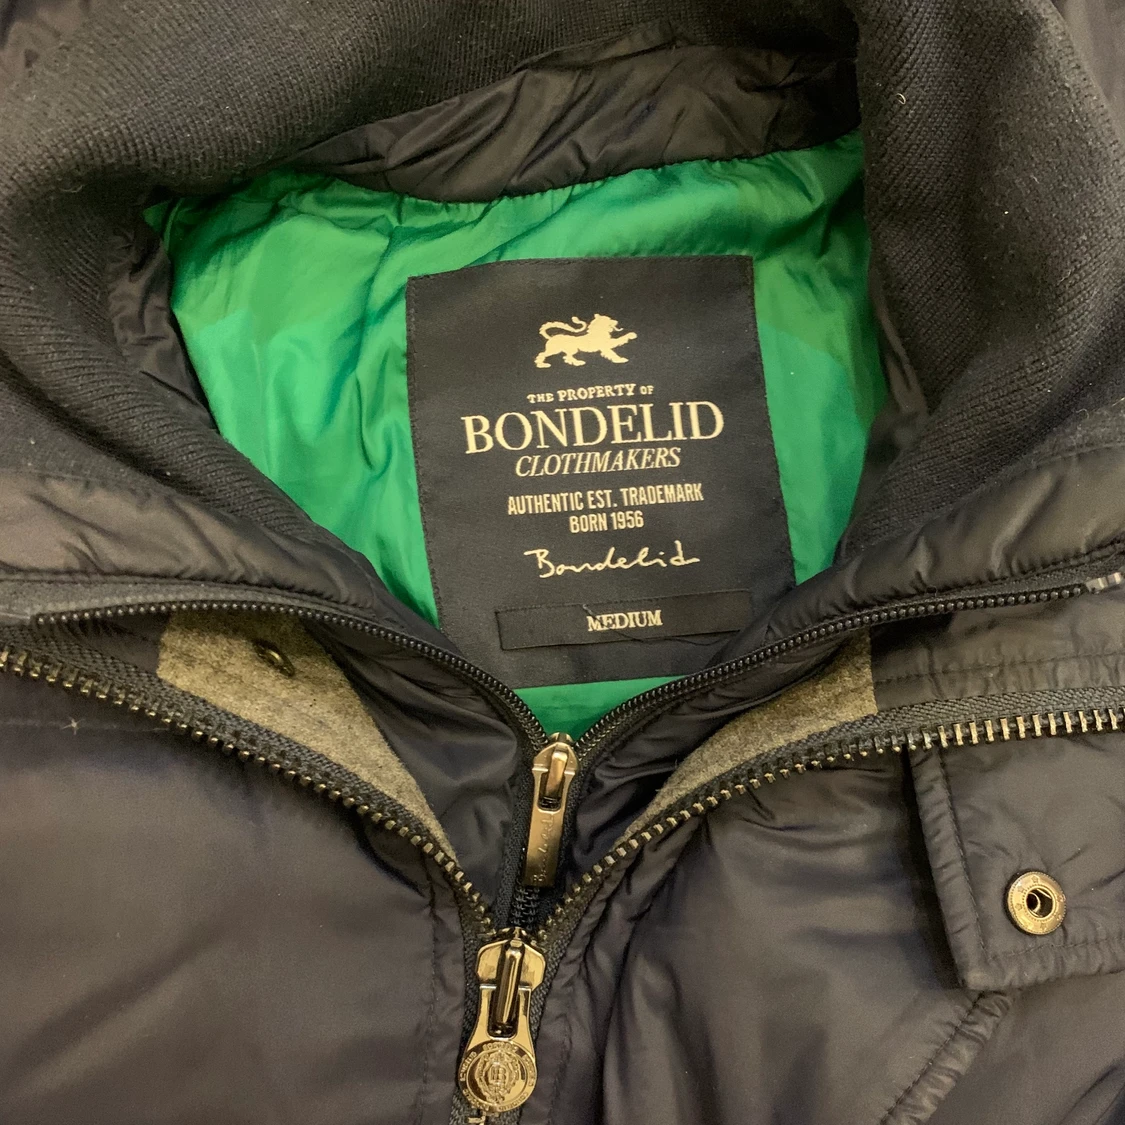 THE PROPERTY OF
BONDELID
CLOTHMAKERS
AUTHENTIC EST. TRADEMARK
BORN 1956
Bondelid
MEDIUM